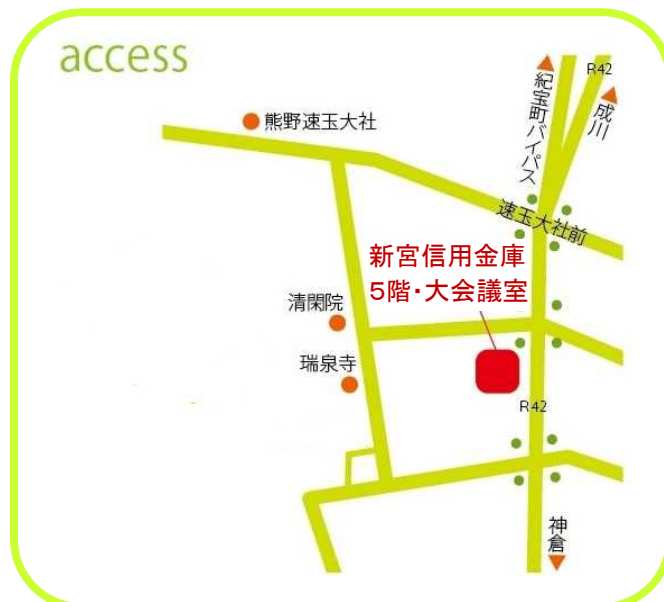 access
R42
紀宝町バイパス
成川
熊野速玉大社
速玉大社前
新宮信用金庫
5階・大会議室
清閑院
瑞泉寺
R42
神倉